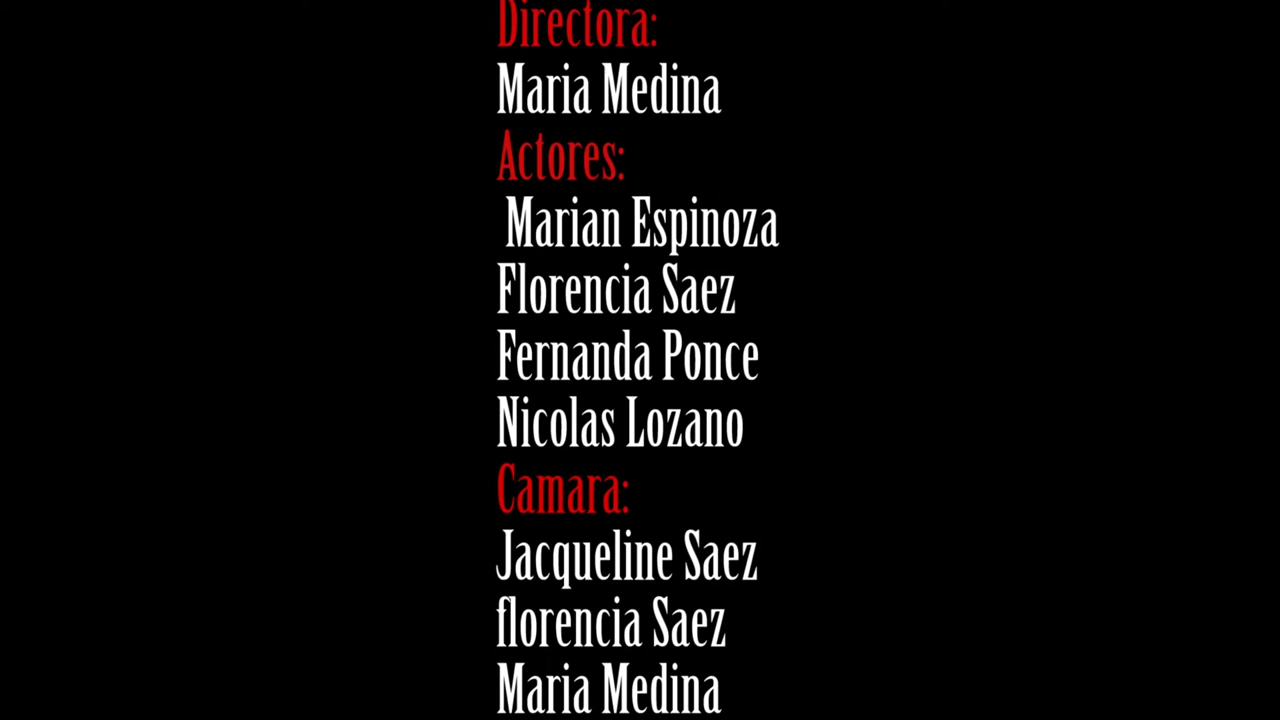 Directora:
Maria Medina
Actores:
Marian Espinoza
Florencia Saez
Fernanda Ponce
Nicolas Lozano
Camara:
Jacqueline Saez
florencia Saez
Maria Medina